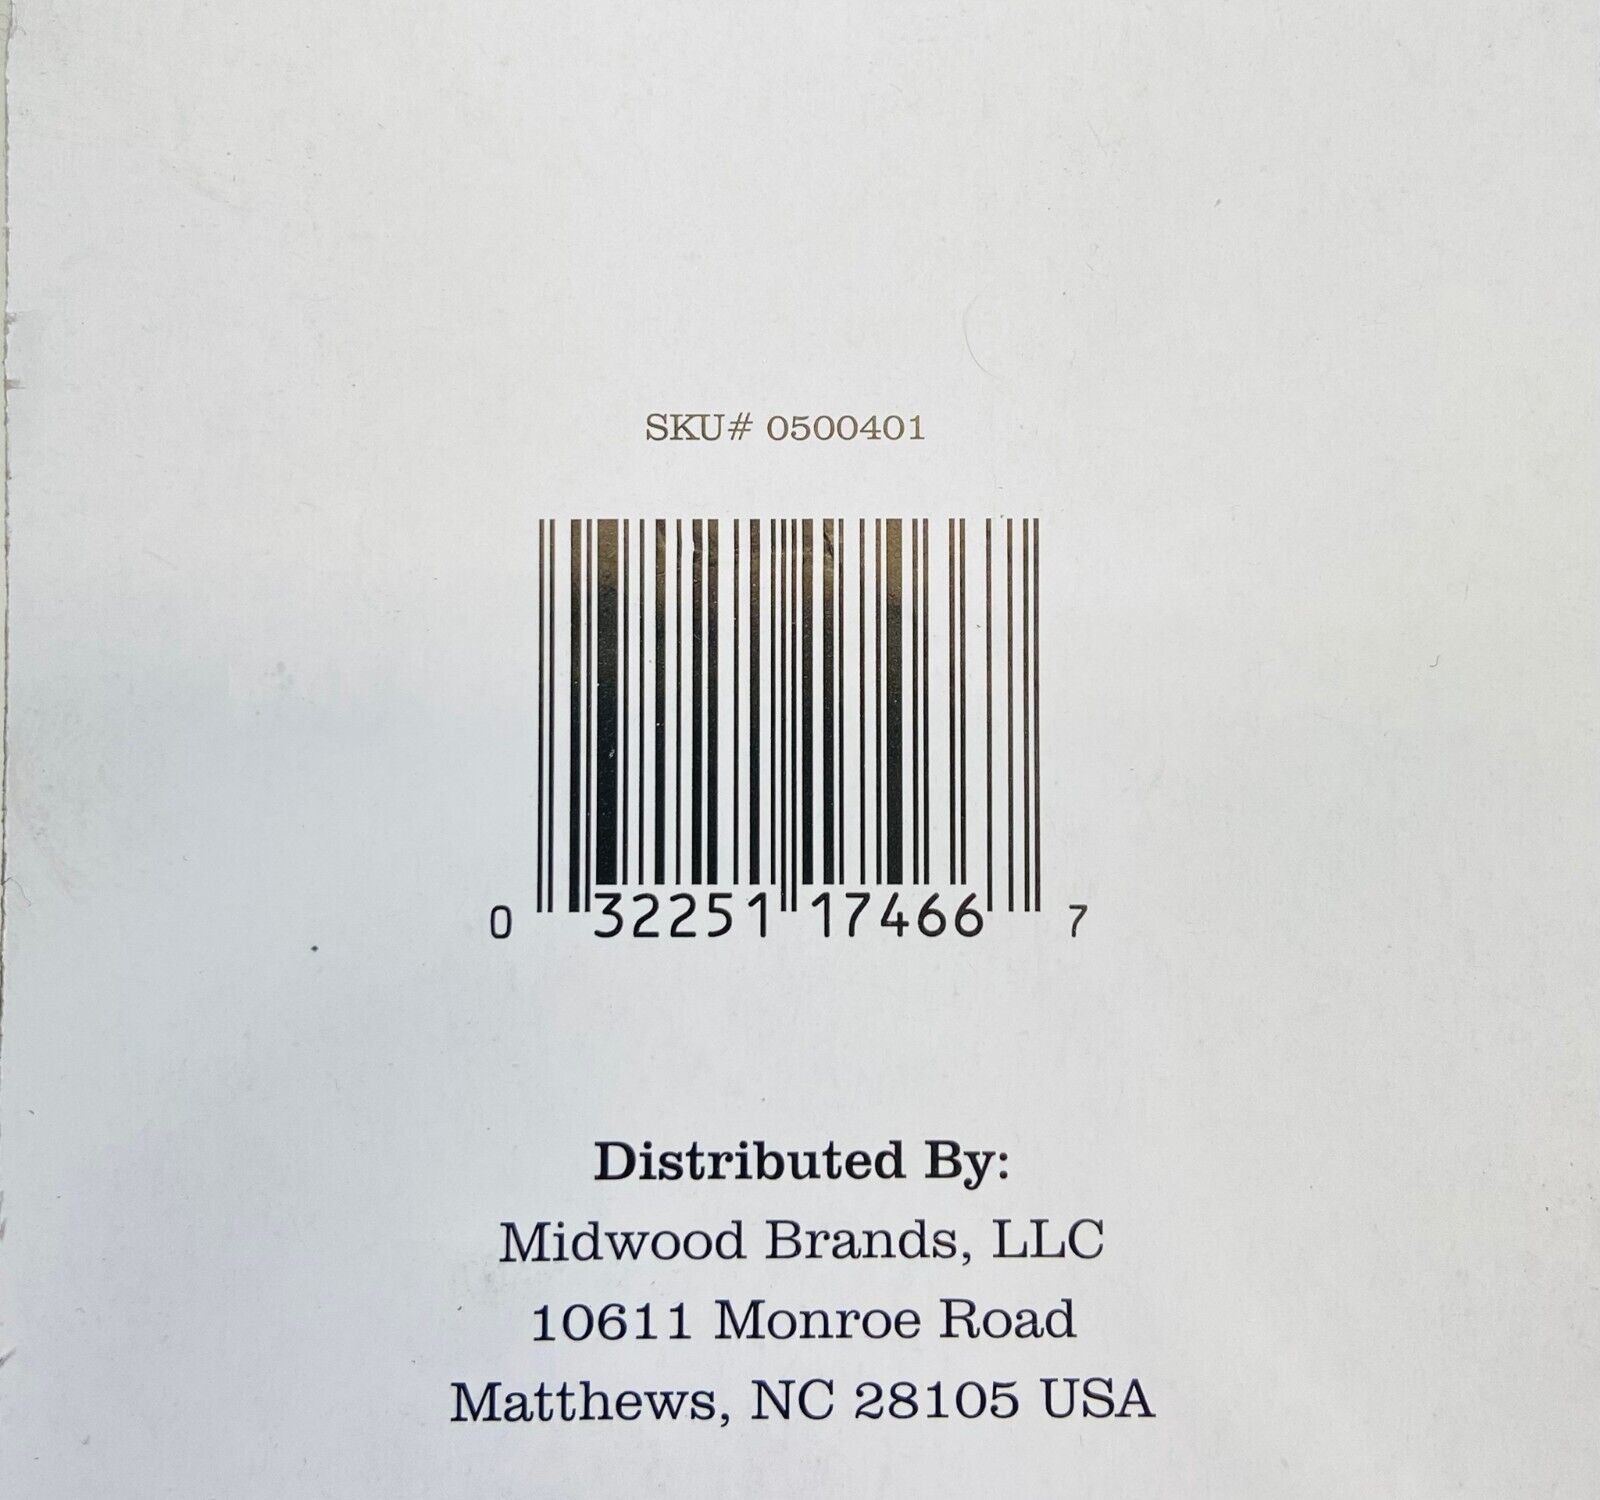 SKU# 0500401
0 32251 17466 7
Distributed By:
Midwood Brands, LLC
10611 Monroe Road
Matthews, NC 28105 USA